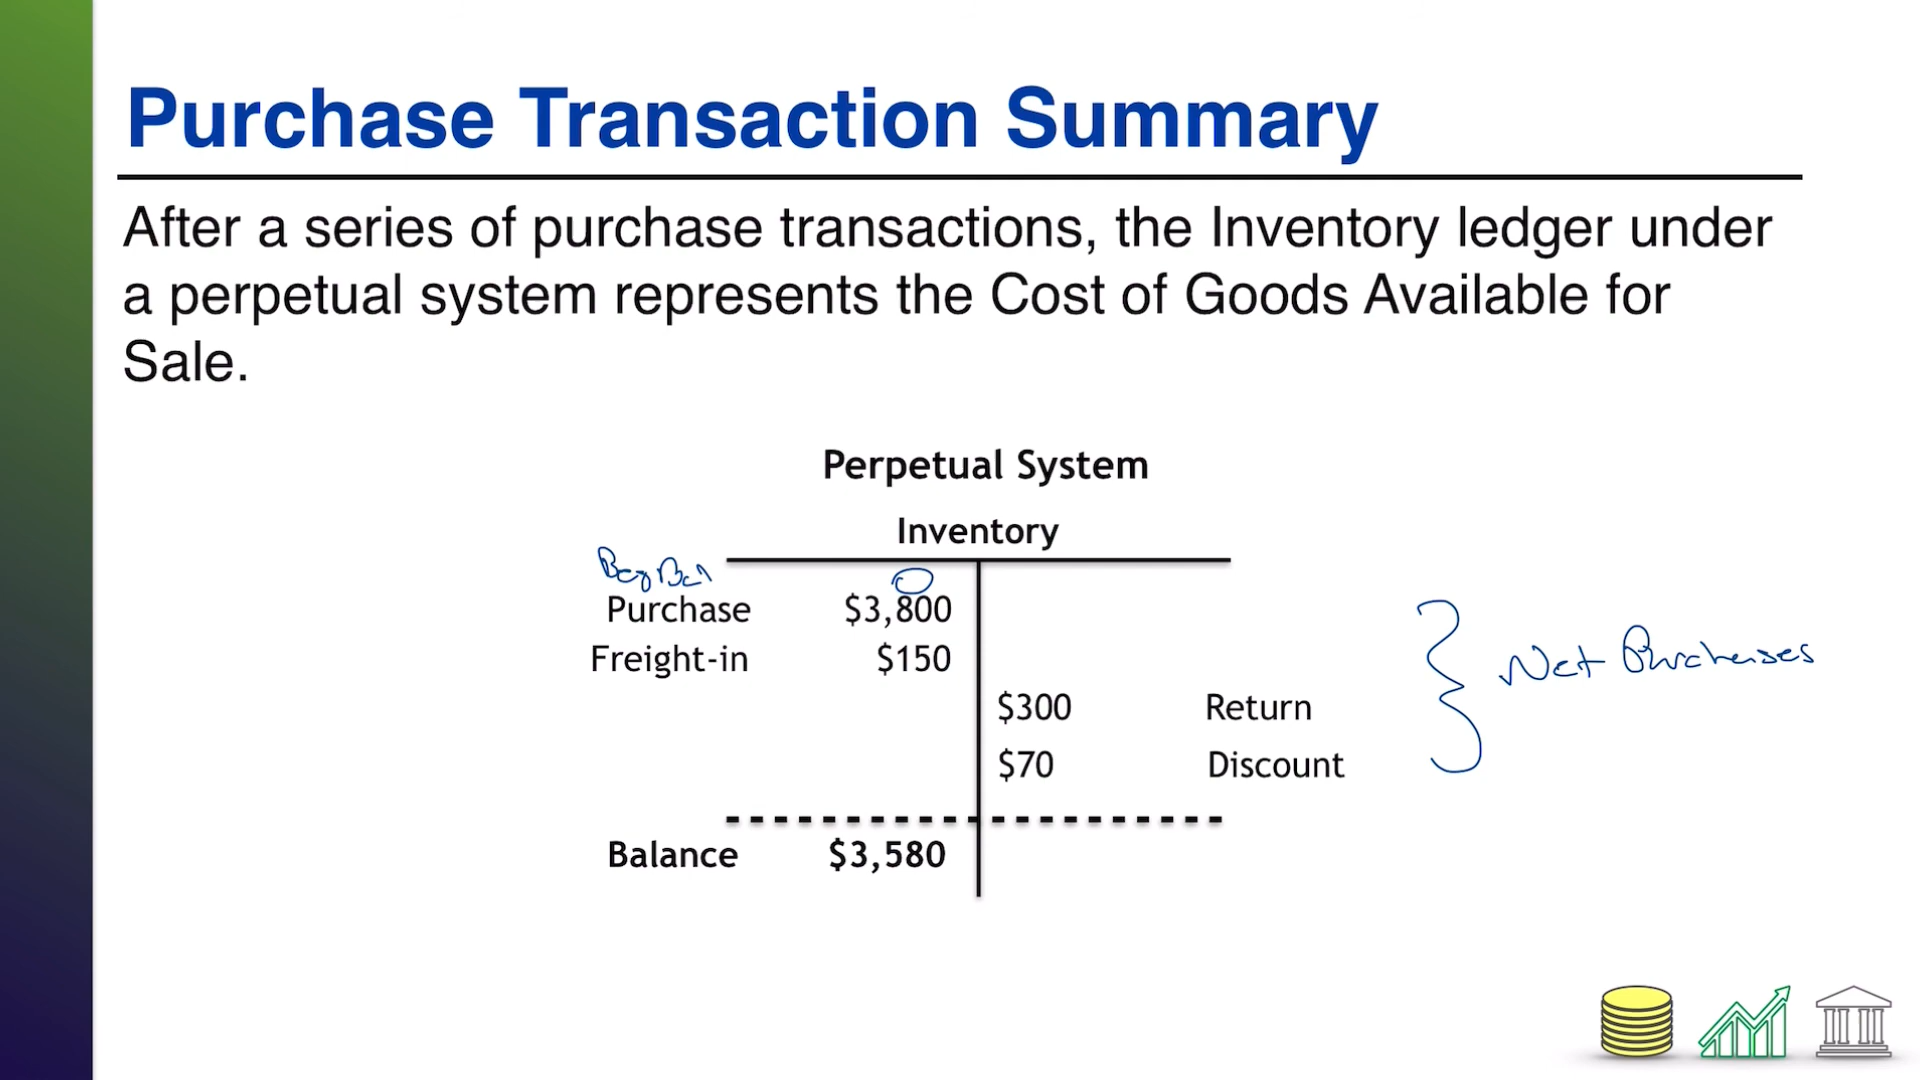 Purchase Transaction Summary
After a series of purchase transactions, the Inventory ledger under
a perpetual system represents the Cost of Goods Available for
Sale.
Perpetual System
Inventory
Beg Bal 0
Purchase $3,800
Freight-in $150
$300 Return
$70 Discount
Net Purchases
Balance $3,580